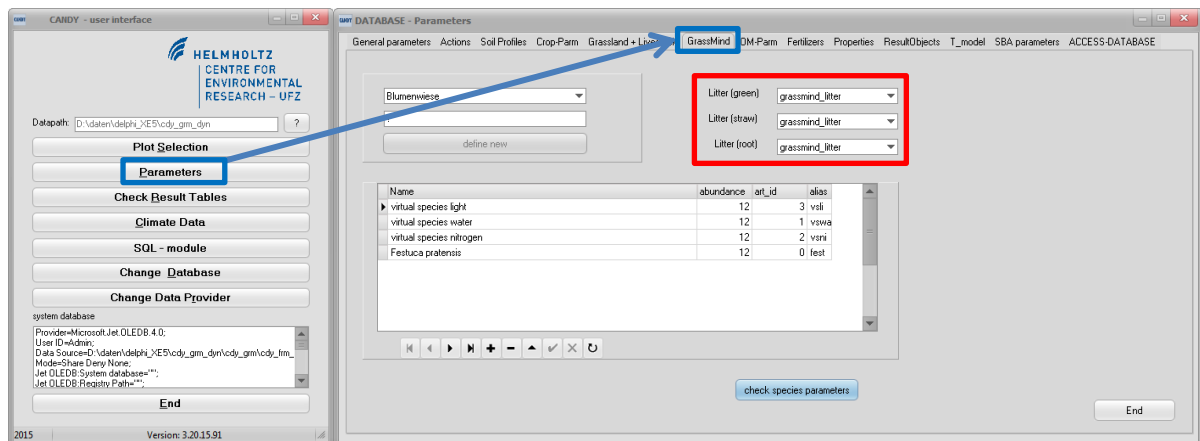 CANDY - user interface
HELMHOLTZ
CENTRE FOR
ENVIRONMENTAL
RESEARCH – UFZ
Datapath: D:\daten\delphi_XE5\cdy_grm_dyn
?
Plot Selection
Parameters
Check Result Tables
Climate Data
SQL - module
Change Database
Change Data Provider
system database
Provider=Microsoft.Jet.OLEDB.4.0;
User ID=Admin;
Data Source=D:\daten\delphi_XE5\cdy_grm_dyn\cdy_grm\cdy_frm_
Mode=Share Deny None;
Jet OLEDB:System database="";
Jet OLEDB:Registry Path="";
End
2015 Version: 3.20.15.91
DATABASE - Parameters
General parameters Actions Soil Profiles Crop-Parm Grassland + Live GrassMind OM-Parm Fertilizers Properties ResultObjects T_model SBA parameters ACCESS-DATABASE
Blumenwiese
define new
Litter (green) grassmind_litter
Litter (straw) grassmind_litter
Litter (root) grassmind_litter
Name abundance art_id alias
virtual species light 12 3 vsli
virtual species water 12 1 vswa
virtual species nitrogen 12 2 vsni
Festuca pratensis 12 0 fest
check species parameters
End